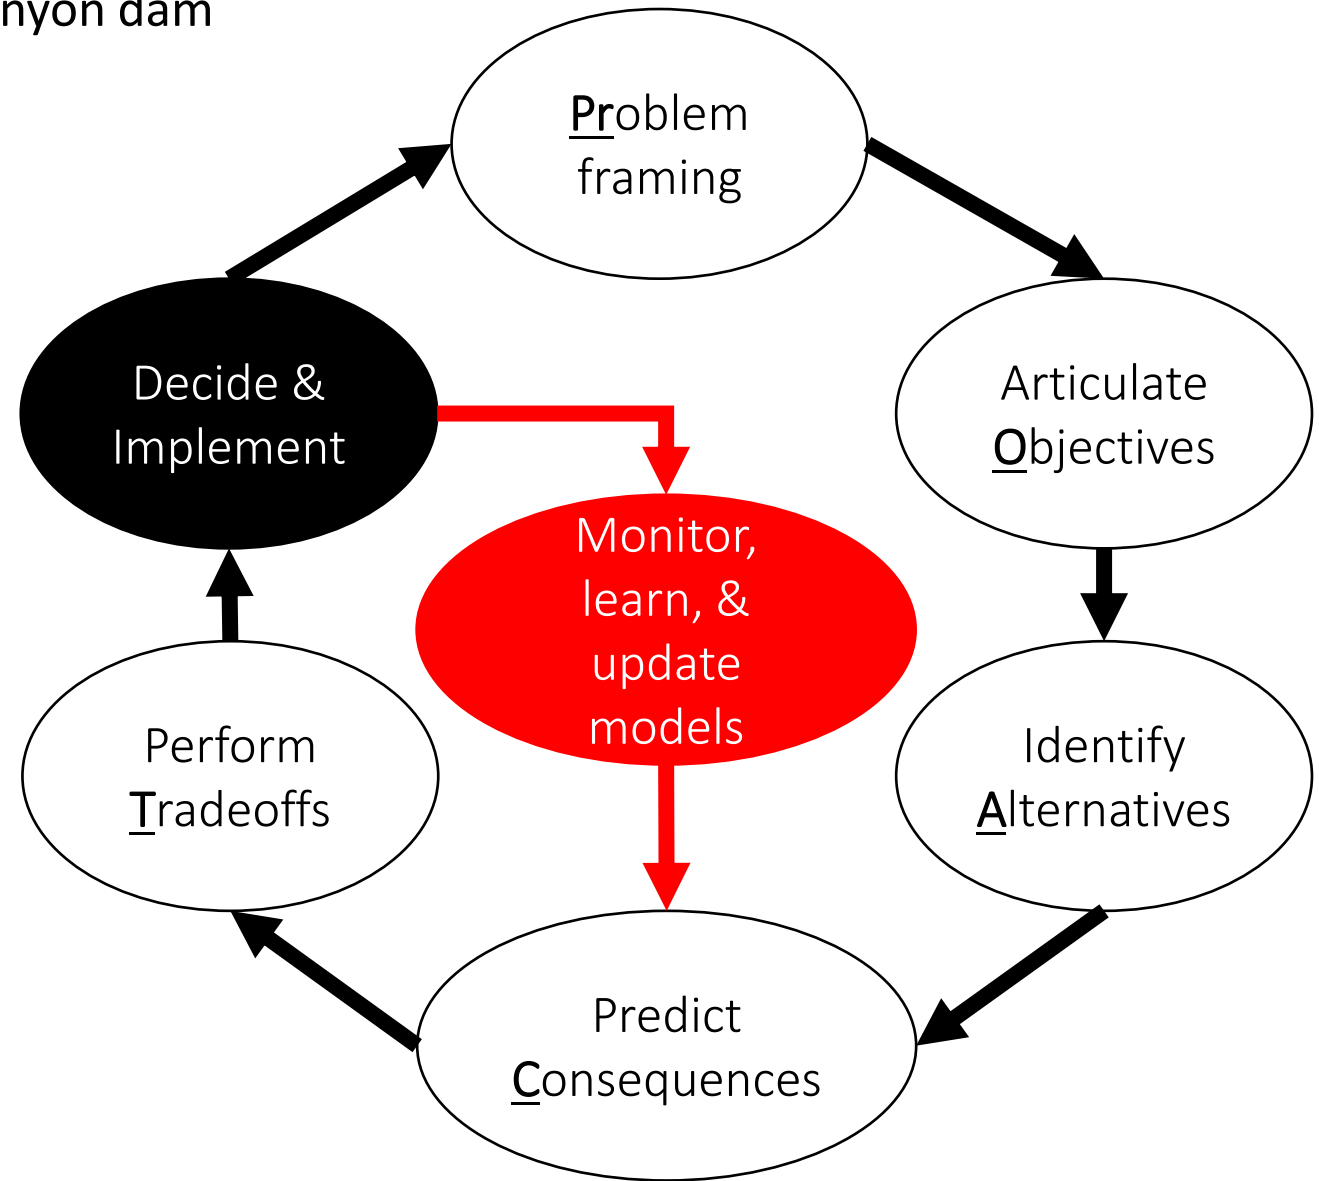 nyon dam
Problem
framing
Decide &
Implement
Articulate
Objectives
Monitor,
learn, &
update
models
Perform
Tradeoffs
Identify
Alternatives
Predict
Consequences